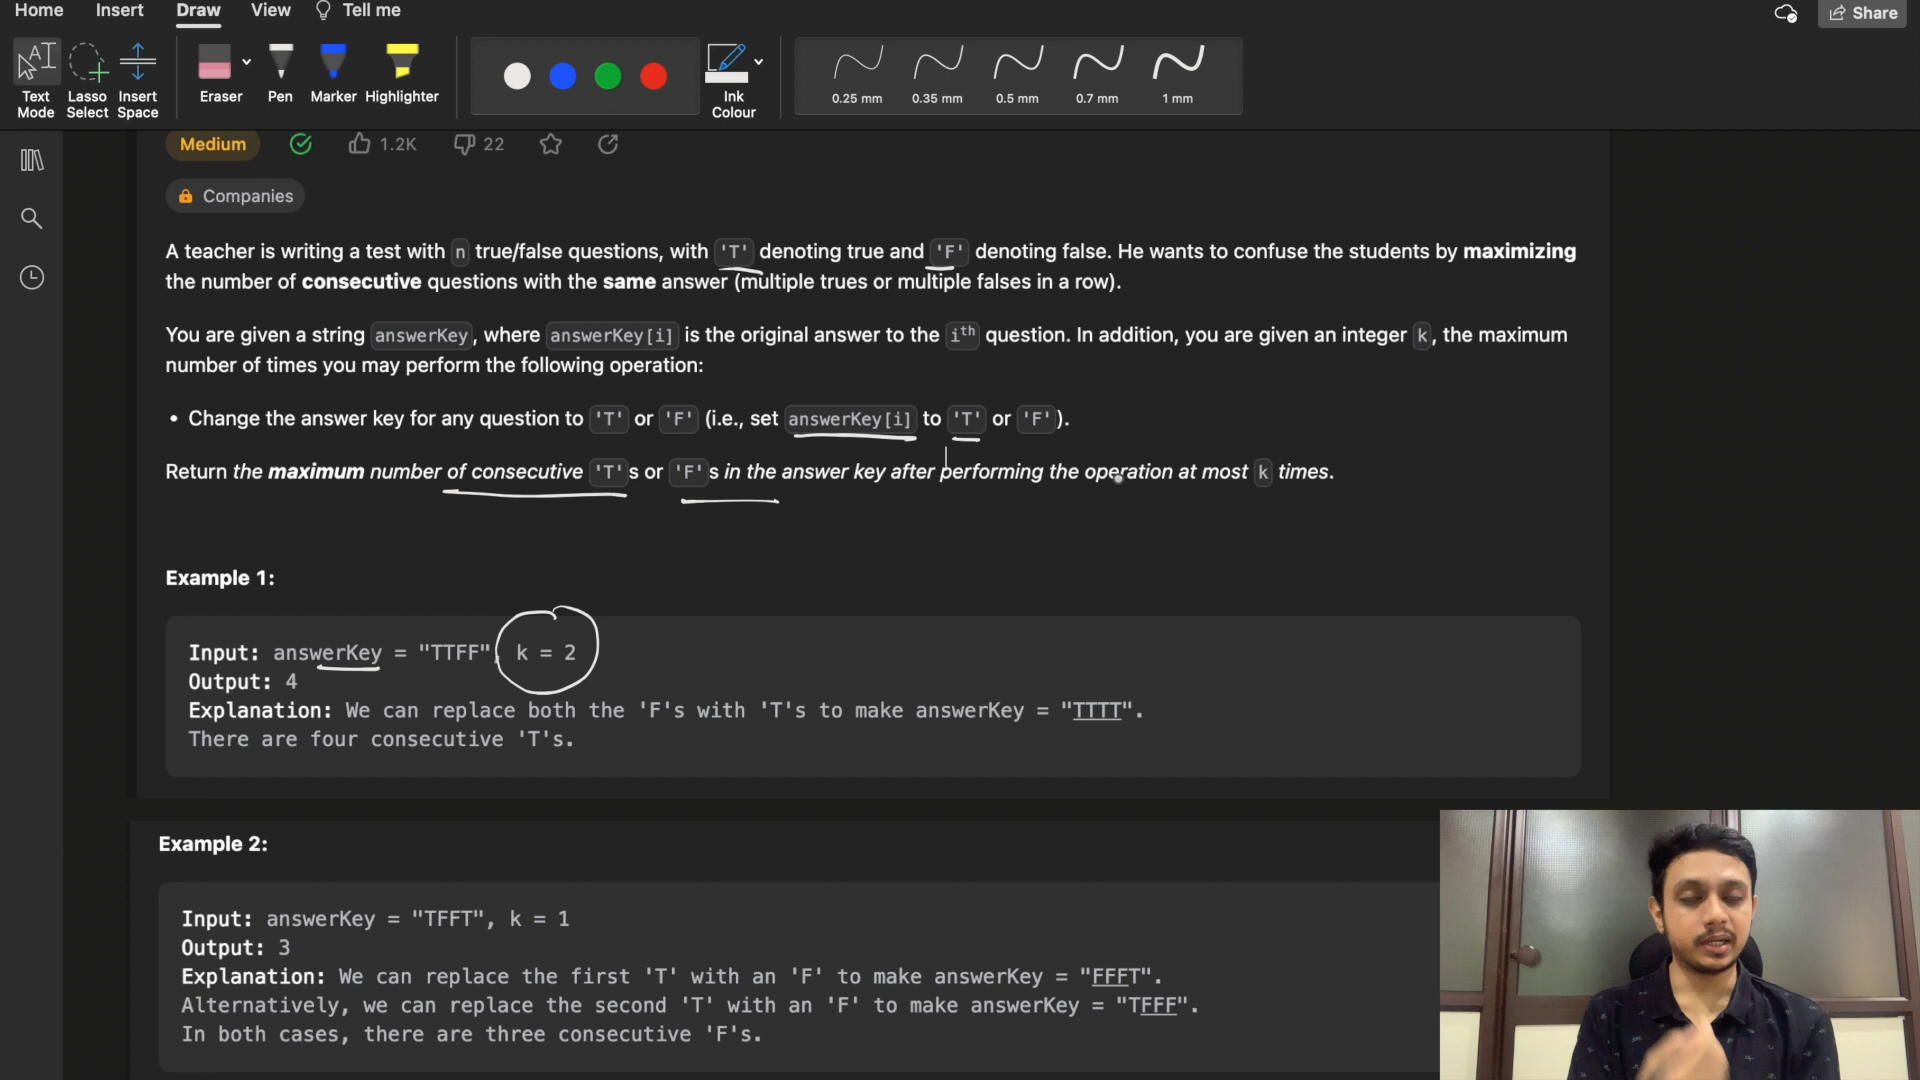 Home Insert Draw View Tell me Share
Text Mode
Lasso Select
Insert Space
Eraser
Pen
Marker
Highlighter
Ink Colour
0.25 mm
0.35 mm
0.5 mm
0.7 mm
1 mm
Medium 1.2K 22
Companies
A teacher is writing a test with n true/false questions, with 'T' denoting true and 'F' denoting false. He wants to confuse the students by maximizing
the number of consecutive questions with the same answer (multiple trues or multiple falses in a row).
You are given a string answerKey, where answerKey[i] is the original answer to the ith question. In addition, you are given an integer k, the maximum
number of times you may perform the following operation:
• Change the answer key for any question to 'T' or 'F' (i.e., set answerKey[i] to 'T' or 'F').
Return the maximum number of consecutive 'T's or 'F's in the answer key after performing the operation at most k times.
Example 1:
Input: answerKey = "TTFF", k = 2
Output: 4
Explanation: We can replace both the 'F's with 'T's to make answerKey = "TTTT".
There are four consecutive 'T's.
Example 2:
Input: answerKey = "TFFT", k = 1
Output: 3
Explanation: We can replace the first 'T' with an 'F' to make answerKey = "FFFT".
Alternatively, we can replace the second 'T' with an 'F' to make answerKey = "TFFF".
In both cases, there are three consecutive 'F's.